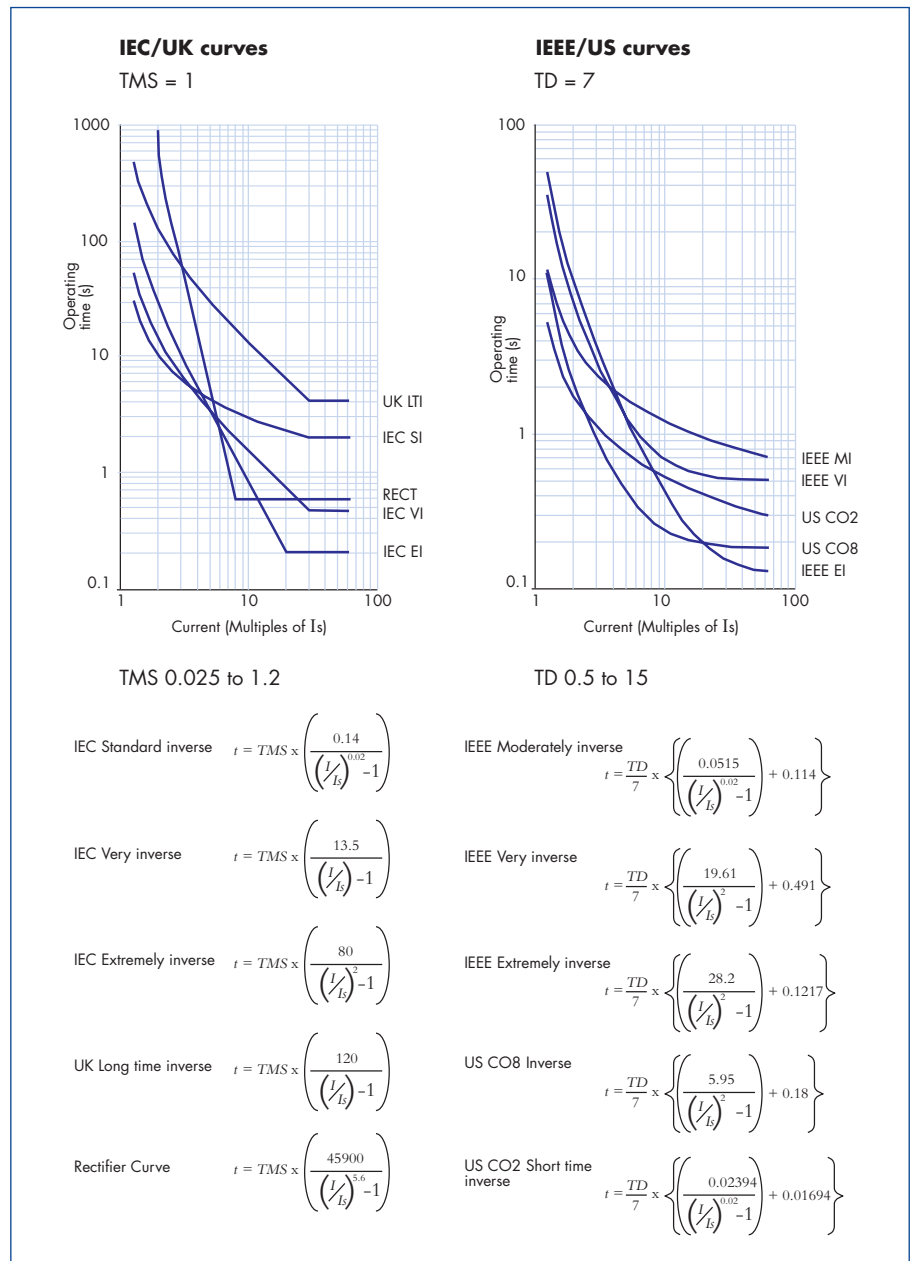 IEC/UK curves
TMS = 1
1000
100
10
1
0.1
Operating
time (s)
1 10 100
Current (Multiples of Is)
UK LTI
IEC SI
RECT
IEC VI
IEC EI
IEEE/US curves
TD = 7
100
10
1
0.1
Operating
time (s)
1 10 100
Current (Multiples of Is)
IEEE MI
IEEE VI
US CO2
US CO8
IEEE EI
TMS 0.025 to 1.2
IEC Standard inverse t = TMS x (0.14 / ((I/Is)^0.02 -1))
IEC Very inverse t = TMS x (13.5 / ((I/Is) -1))
IEC Extremely inverse t = TMS x (80 / ((I/Is)^2 -1))
UK Long time inverse t = TMS x (120 / ((I/Is) -1))
Rectifier Curve t = TMS x (45900 / ((I/Is)^5.6 -1))
TD 0.5 to 15
IEEE Moderately inverse
t = TD/7 x {(0.0515 / ((I/Is)^0.02 -1)) + 0.114}
IEEE Very inverse
t = TD/7 x {(19.61 / ((I/Is)^2 -1)) + 0.491}
IEEE Extremely inverse
t = TD/7 x {(28.2 / ((I/Is)^2 -1)) + 0.1217}
US CO8 Inverse
t = TD/7 x {(5.95 / ((I/Is)^2 -1)) + 0.18}
US CO2 Short time
inverse
t = TD/7 x {(0.02394 / ((I/Is)^0.02 -1)) + 0.01694}